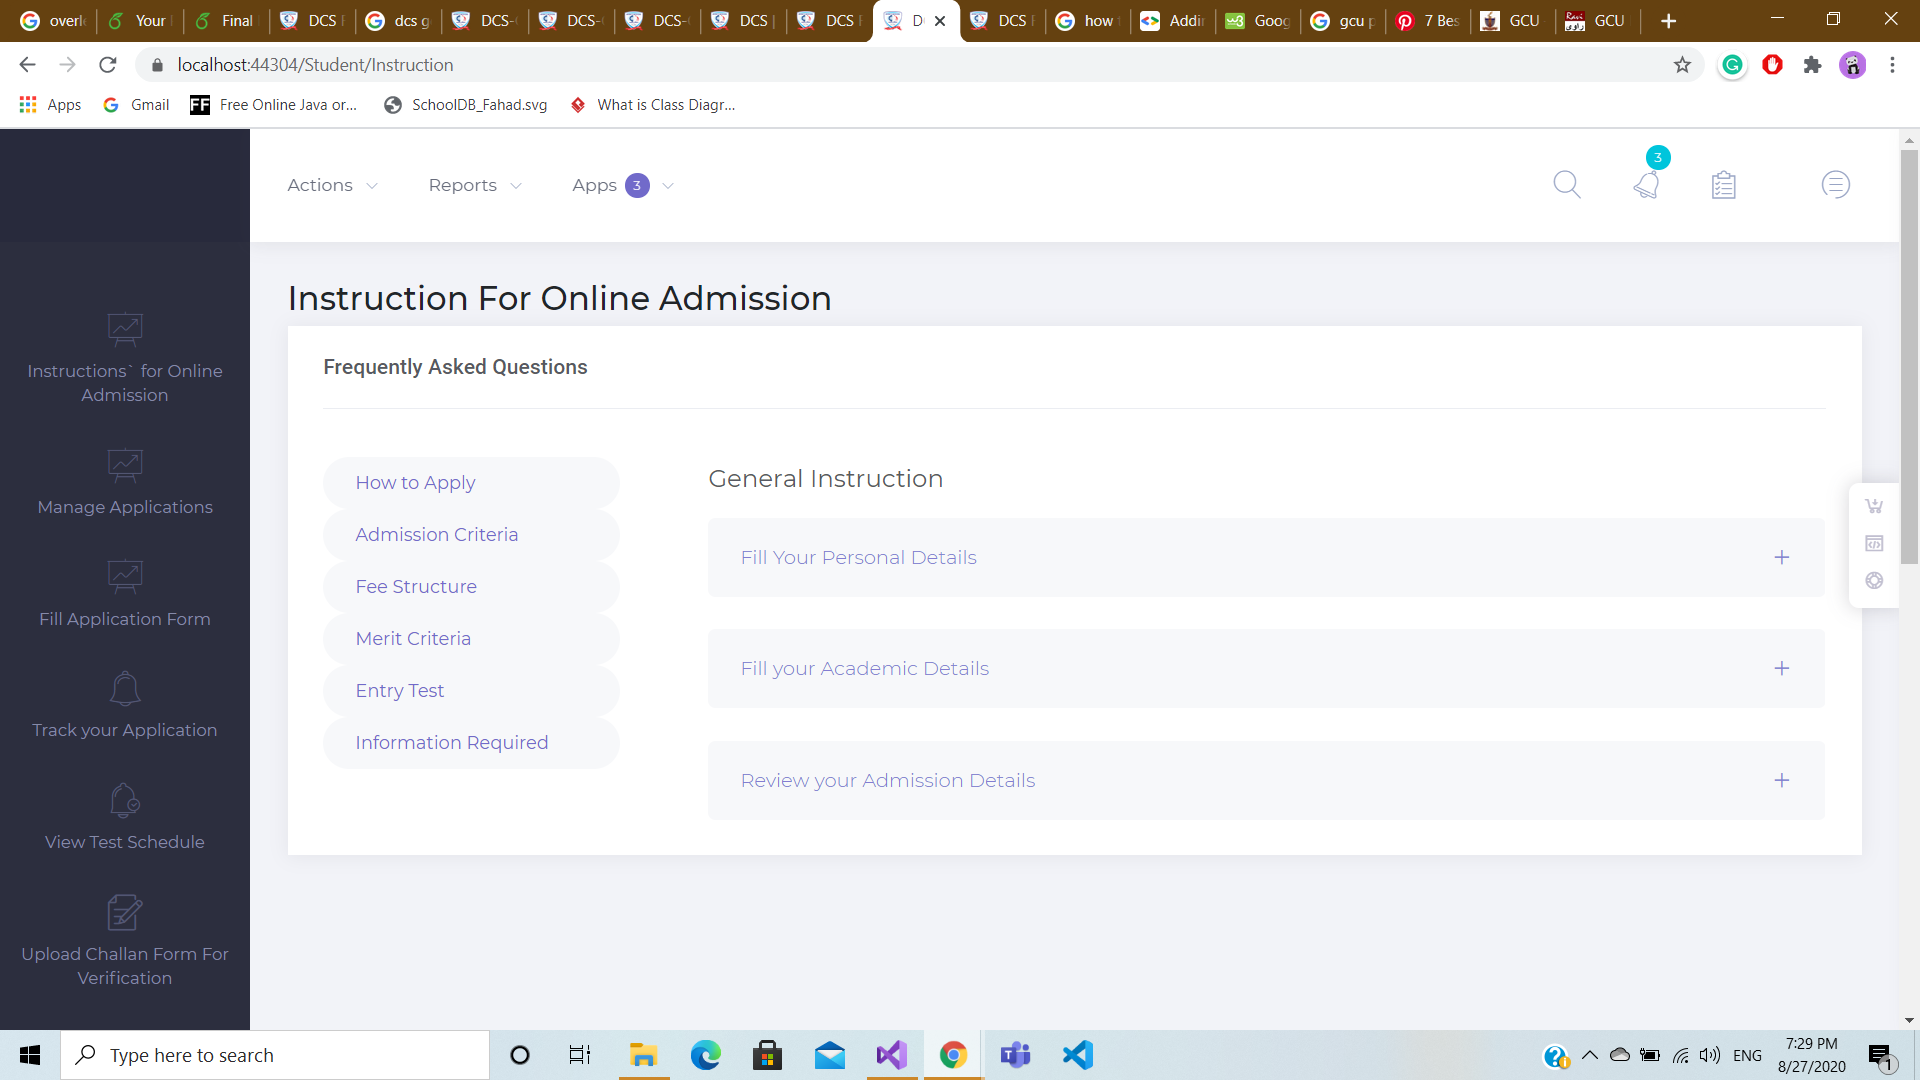 overl
Your
Final
DCS F
dcs g
DCS-
DCS-
DCS-
DCS
DCS F
D
DCS F
how
Addin
Goog
gcu p
7 Bes
GCU
GCU
localhost:44304/Student/Instruction
Apps
Gmail
Free Online Java or...
SchoolDB_Fahad.svg
What is Class Diagr...
Actions
Reports
Apps 3
3
Instruction For Online Admission
Frequently Asked Questions
Instructions` for Online
Admission
Manage Applications
Fill Application Form
Track your Application
View Test Schedule
Upload Challan Form For
Verification
How to Apply
Admission Criteria
Fee Structure
Merit Criteria
Entry Test
Information Required
General Instruction
Fill Your Personal Details
Fill your Academic Details
Review your Admission Details
Type here to search
ENG
7:29 PM
8/27/2020
1